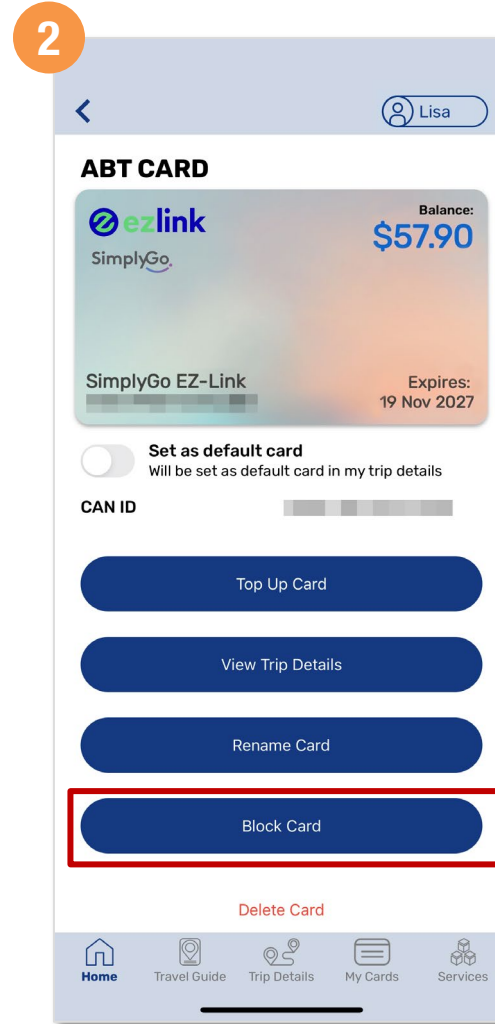 2
Lisa
ABT CARD
ezlink
Balance:
$57.90
SimplyGo.
SimplyGo EZ-Link
Expires:
19 Nov 2027
Set as default card
Will be set as default card in my trip details
CAN ID
Top Up Card
View Trip Details
Rename Card
Block Card
Delete Card
Home Travel Guide Trip Details My Cards Services